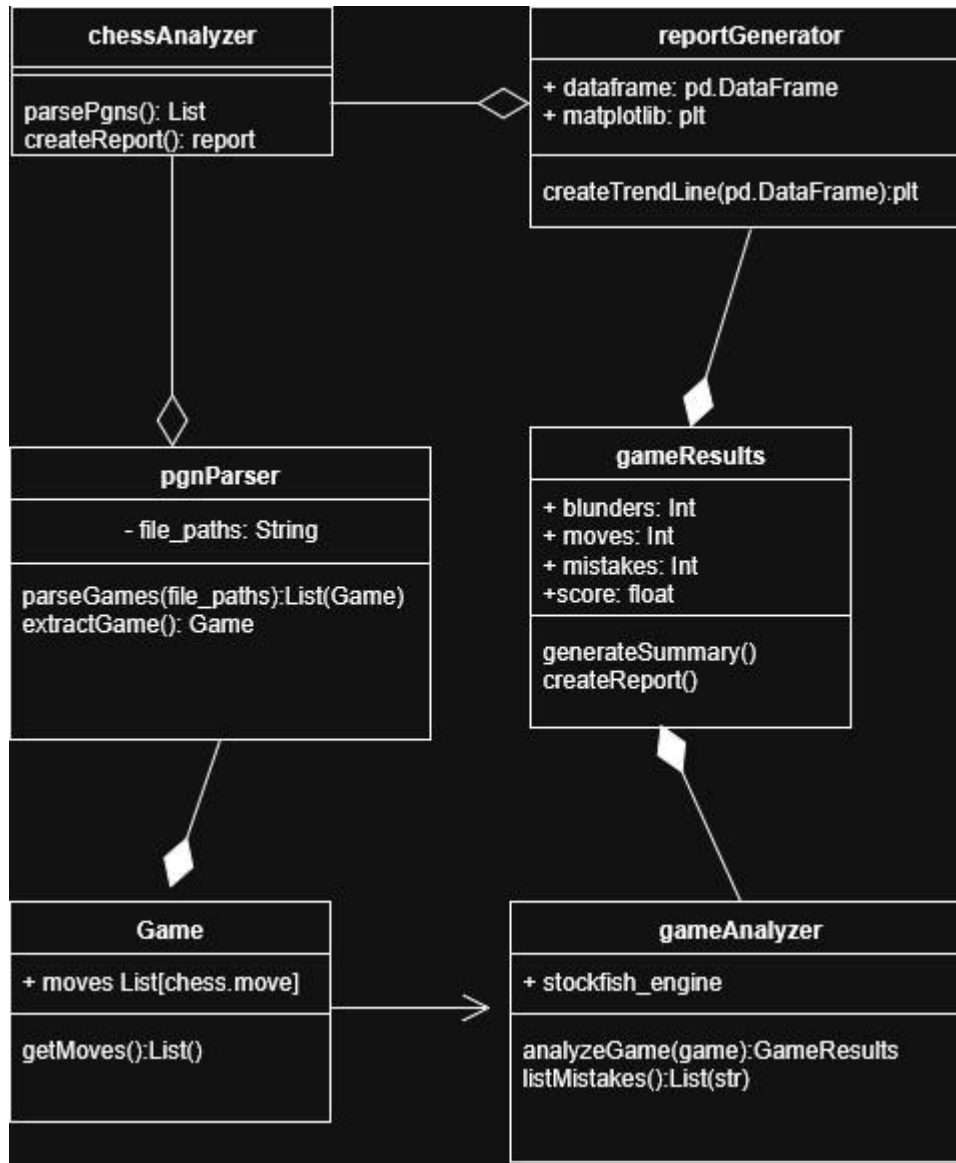 chessAnalyzer
parsePgns(): List
createReport(): report
reportGenerator
+ dataframe: pd.DataFrame
+ matplotlib: plt
createTrendLine(pd.DataFrame):plt
pgnParser
- file_paths: String
parseGames(file_paths):List(Game)
extractGame(): Game
gameResults
+ blunders: Int
+ moves: Int
+ mistakes: Int
+score: float
generateSummary()
createReport()
Game
+ moves List[chess.move]
getMoves():List()
gameAnalyzer
+ stockfish_engine
analyzeGame(game):GameResults
listMistakes():List(str)